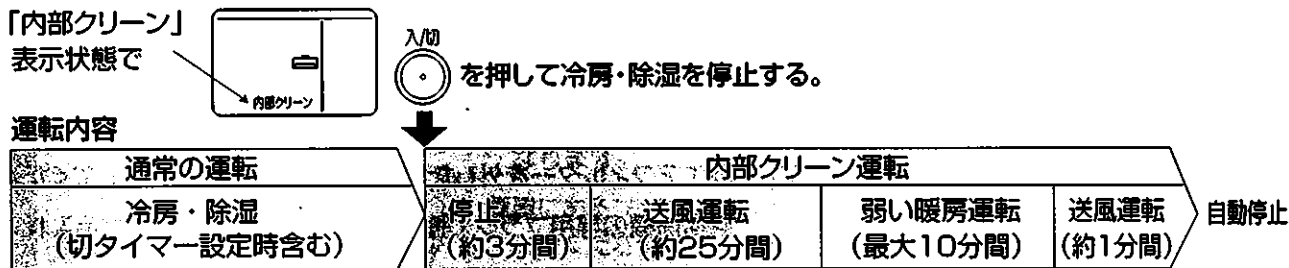 「内部クリーン」
表示状態で
内部クリーン
入/切
を押して冷房・除湿を停止する。
運転内容
通常の運転
内部クリーン運転
冷房・除湿
(切タイマー設定時含む)
停止
(約3分間)
送風運転
(約25分間)
弱い暖房運転
(最大10分間)
送風運転
(約1分間)
自動停止